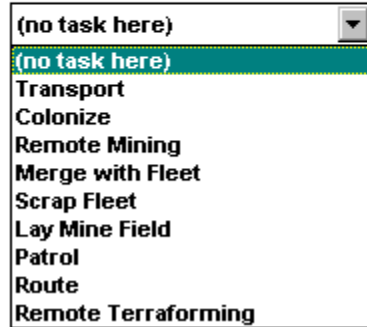 (no task here)
(no task here)
Transport
Colonize
Remote Mining
Merge with Fleet
Scrap Fleet
Lay Mine Field
Patrol
Route
Remote Terraforming